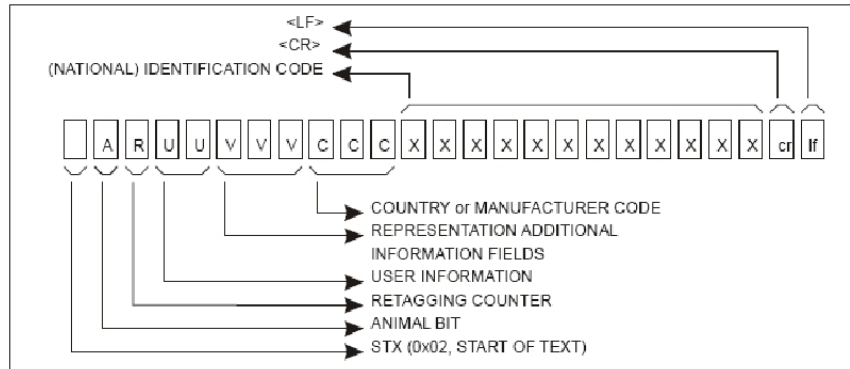 <LF>
<CR>
(NATIONAL) IDENTIFICATION CODE
A R U U V V V C C C X X X X X X X X X X X X cr lf
COUNTRY or MANUFACTURER CODE
REPRESENTATION ADDITIONAL
INFORMATION FIELDS
USER INFORMATION
RETAGGING COUNTER
ANIMAL BIT
STX (0x02, START OF TEXT)